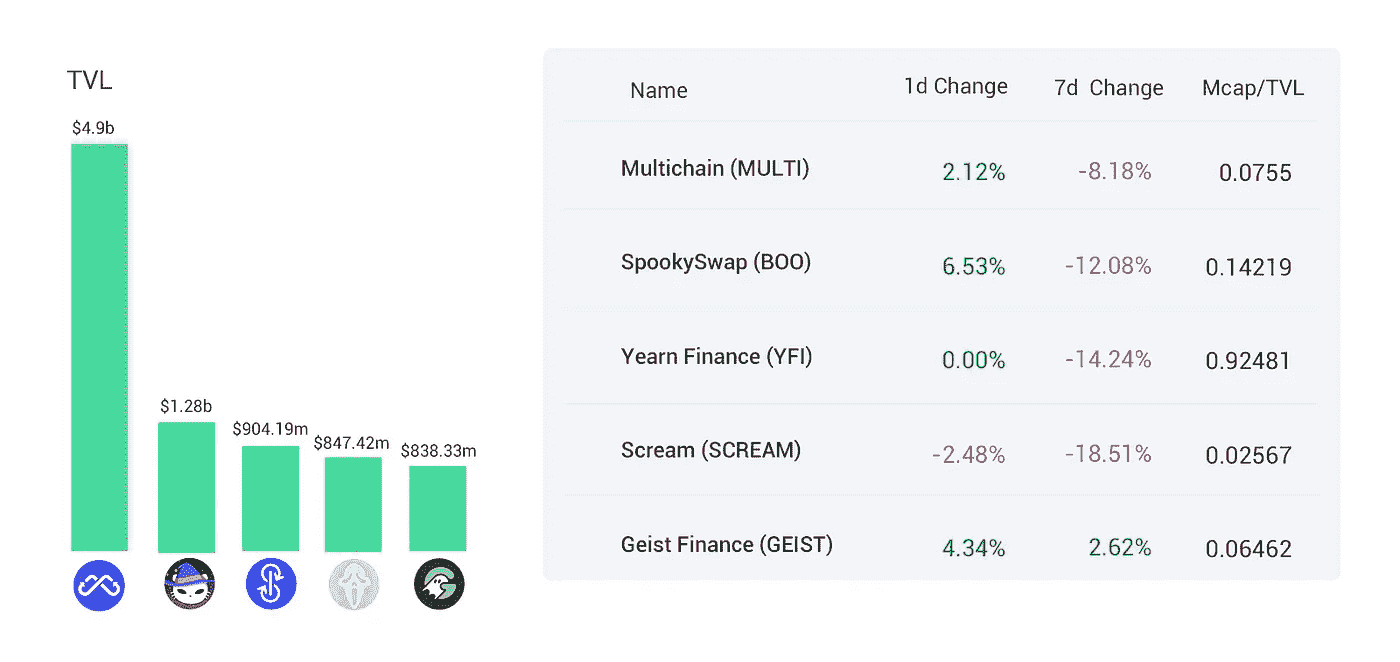 TVL
$4.9b
$1.28b
$904.19m
$847.42m
$838.33m
Name 1d Change 7d Change Mcap/TVL
Multichain (MULTI) 2.12% -8.18% 0.0755
SpookySwap (BOO) 6.53% -12.08% 0.14219
Yearn Finance (YFI) 0.00% -14.24% 0.92481
Scream (SCREAM) -2.48% -18.51% 0.02567
Geist Finance (GEIST) 4.34% 2.62% 0.06462